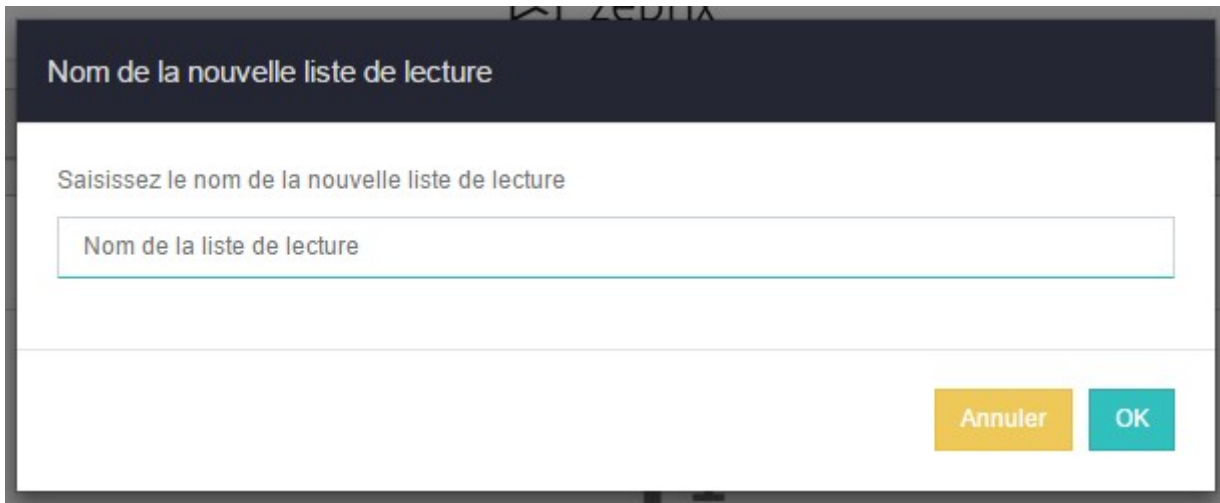 zebrix
Nom de la nouvelle liste de lecture
Saisissez le nom de la nouvelle liste de lecture
Nom de la liste de lecture
Annuler OK